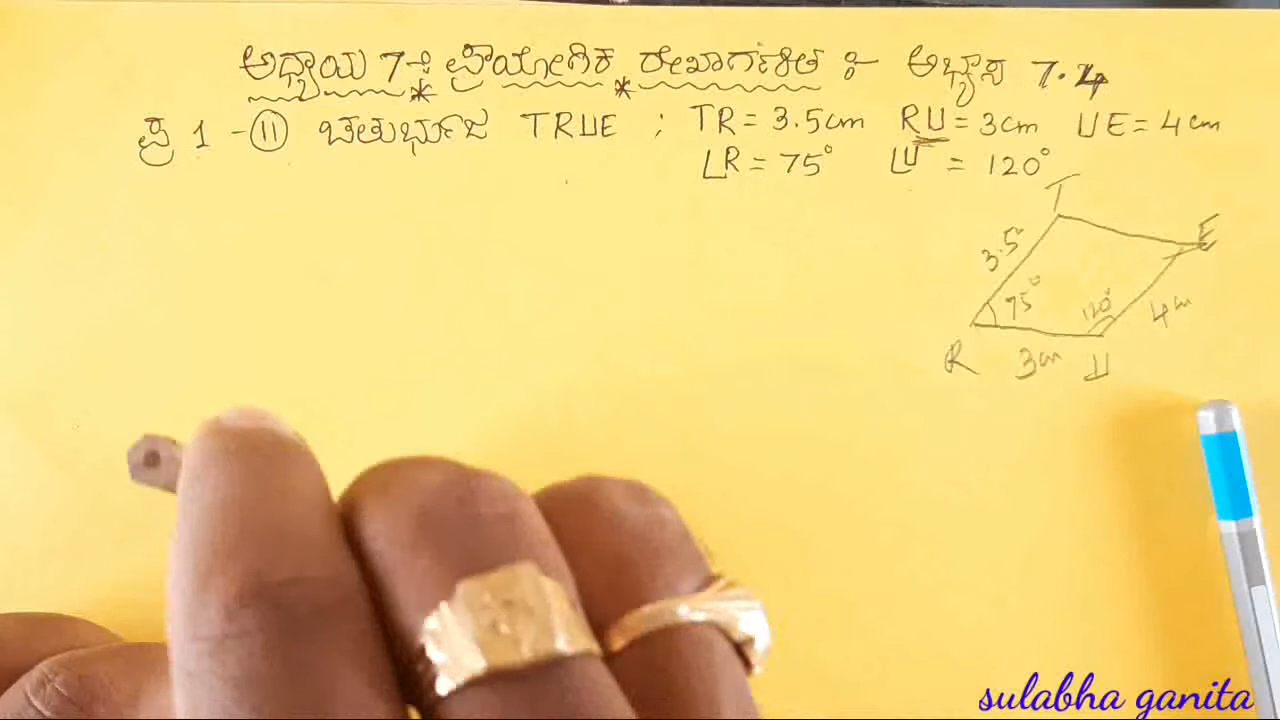 ಅಧ್ಯಾಯ 7 -: ಪ್ರಾಯೋಗಿಕ ರೇಖಾಗಣಿತ :- ಅಭ್ಯಾಸ 7.4
ಪ್ರ 1 - (11) ಚತುರ್ಭುಜ TRUE ; TR = 3.5cm RU = 3cm UE = 4cm
∠R = 75° ∠U = 120°
T
E
3.5
75°
120°
4cm
R
3cm
U
sulabha ganita